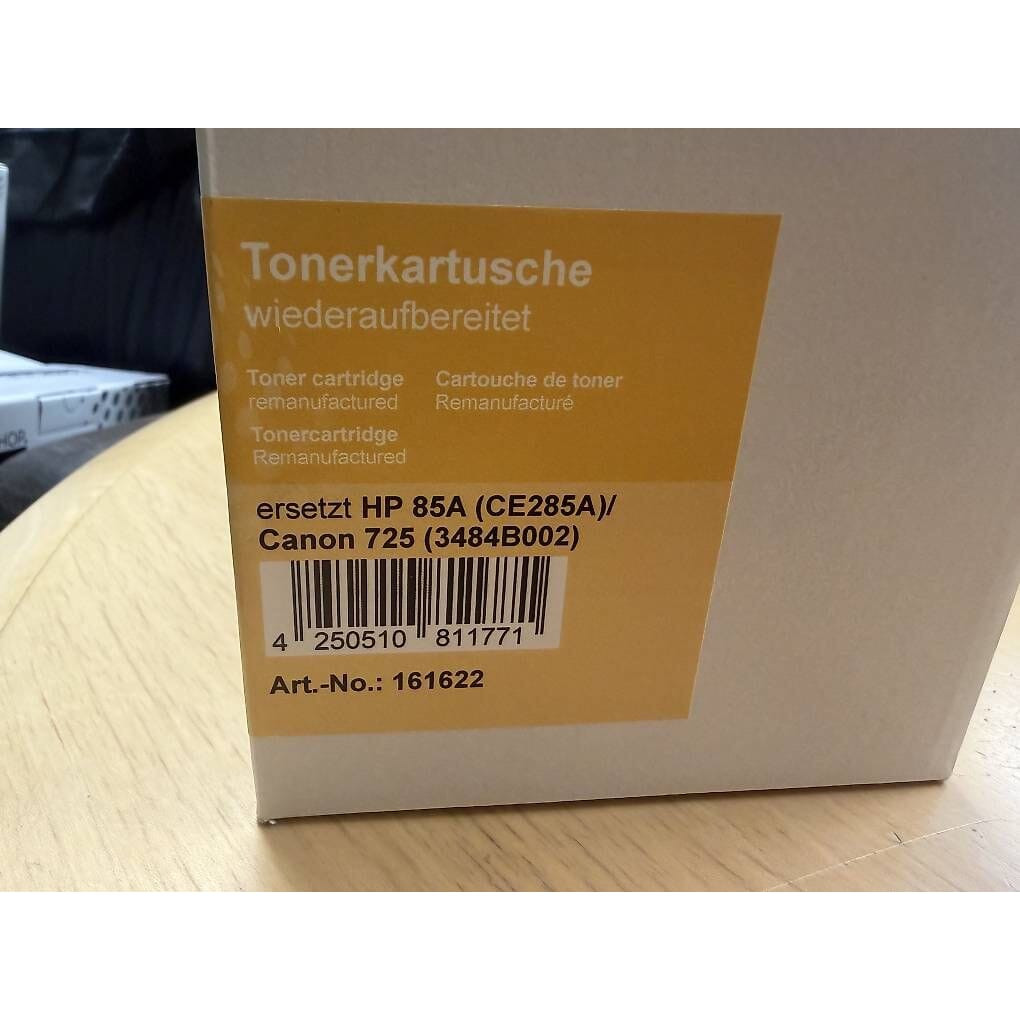 Tonerkartusche
wiederaufbereitet
Toner cartridge
remanufactured
Cartouche de toner
Remanufacturé
Tonercartridge
Remanufactured
ersetzt HP 85A (CE285A)/
Canon 725 (3484B002)
4 250510 811771
Art.-No.: 161622
HOP.